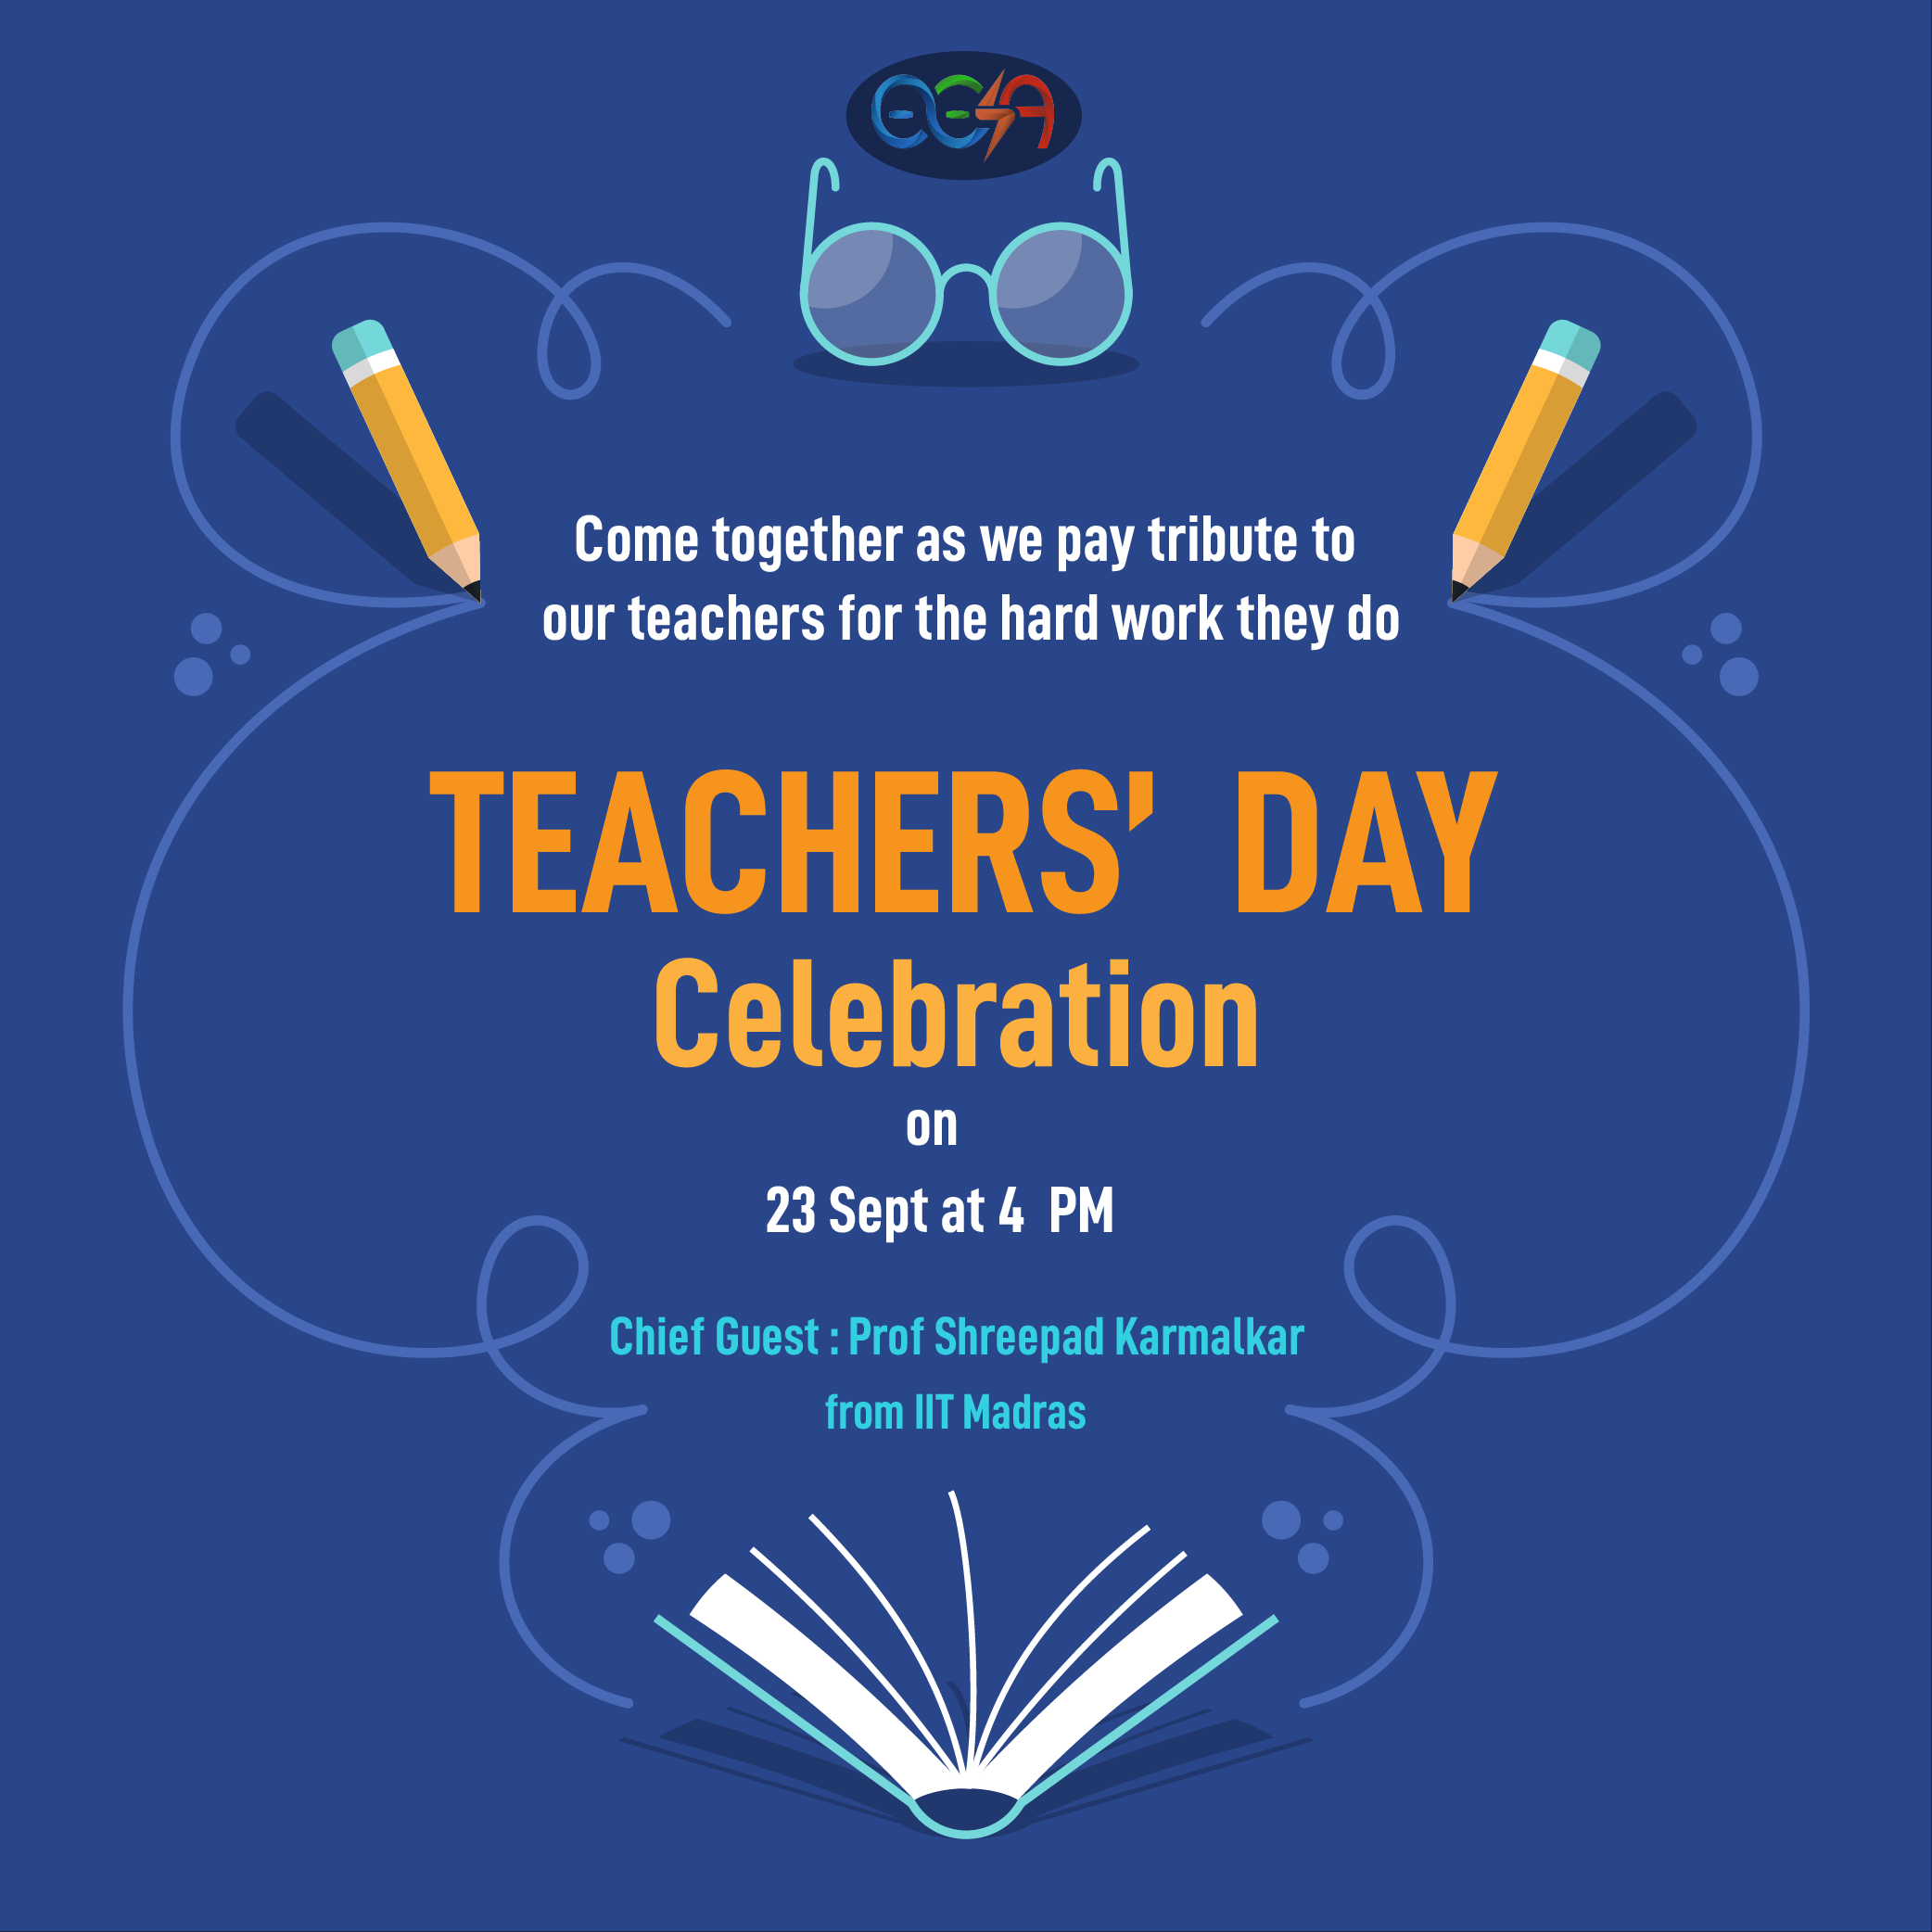 Come together as we pay tribute to
our teachers for the hard work they do
TEACHERS’ DAY
Celebration
on
23 Sept at 4 PM
Chief Guest : Prof Shreepad Karmalkar
from IIT Madras